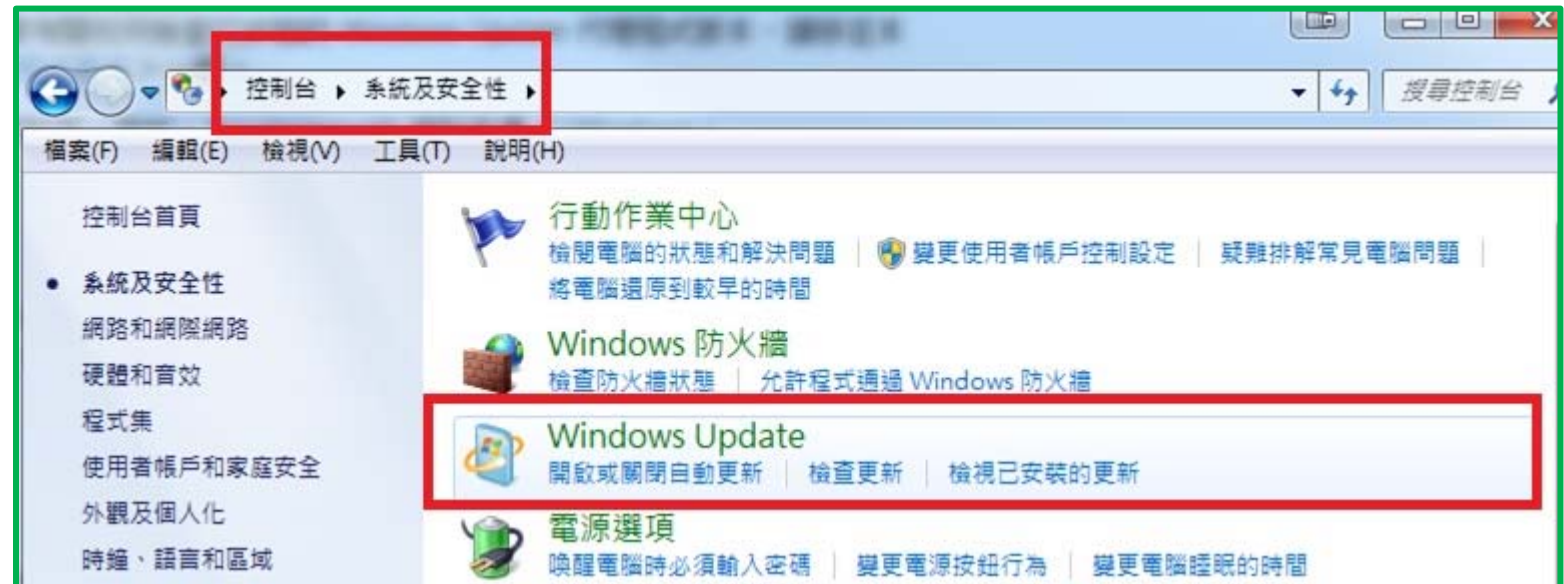 控制台 ▸ 系統及安全性 ▸
搜尋控制台
檔案(F) 編輯(E) 檢視(V) 工具(T) 說明(H)
控制台首頁
• 系統及安全性
網路和網際網路
硬體和音效
程式集
使用者帳戶和家庭安全
外觀及個人化
時鐘、語言和區域
行動作業中心
檢閱電腦的狀態和解決問題 | 變更使用者帳戶控制設定 | 疑難排解常見電腦問題 |
將電腦還原到較早的時間
Windows 防火牆
檢查防火牆狀態 | 允許程式通過 Windows 防火牆
Windows Update
開啟或關閉自動更新 | 檢查更新 | 檢視已安裝的更新
電源選項
喚醒電腦時必須輸入密碼 | 變更電源按鈕行為 | 變更電腦睡眠的時間